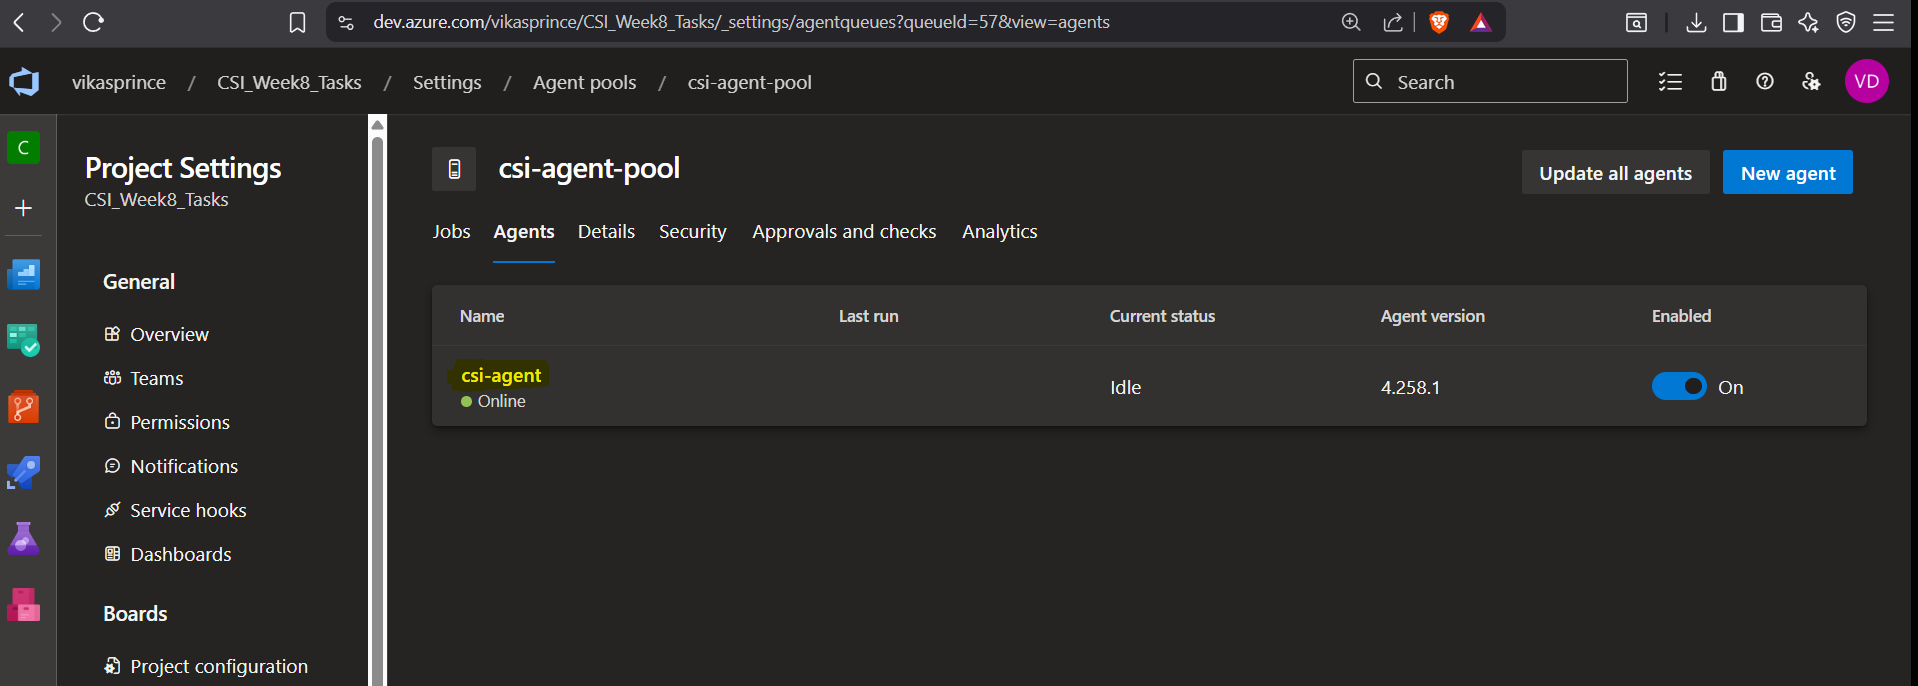 dev.azure.com/vikasprince/CSI_Week8_Tasks/_settings/agentqueues?queueId=57&view=agents
vikasprince / CSI_Week8_Tasks / Settings / Agent pools / csi-agent-pool
Search
VD
C
Project Settings
CSI_Week8_Tasks
General
Overview
Teams
Permissions
Notifications
Service hooks
Dashboards
Boards
Project configuration
csi-agent-pool
Update all agents
New agent
Jobs Agents Details Security Approvals and checks Analytics
Name Last run Current status Agent version Enabled
csi-agent
Online
Idle 4.258.1 On